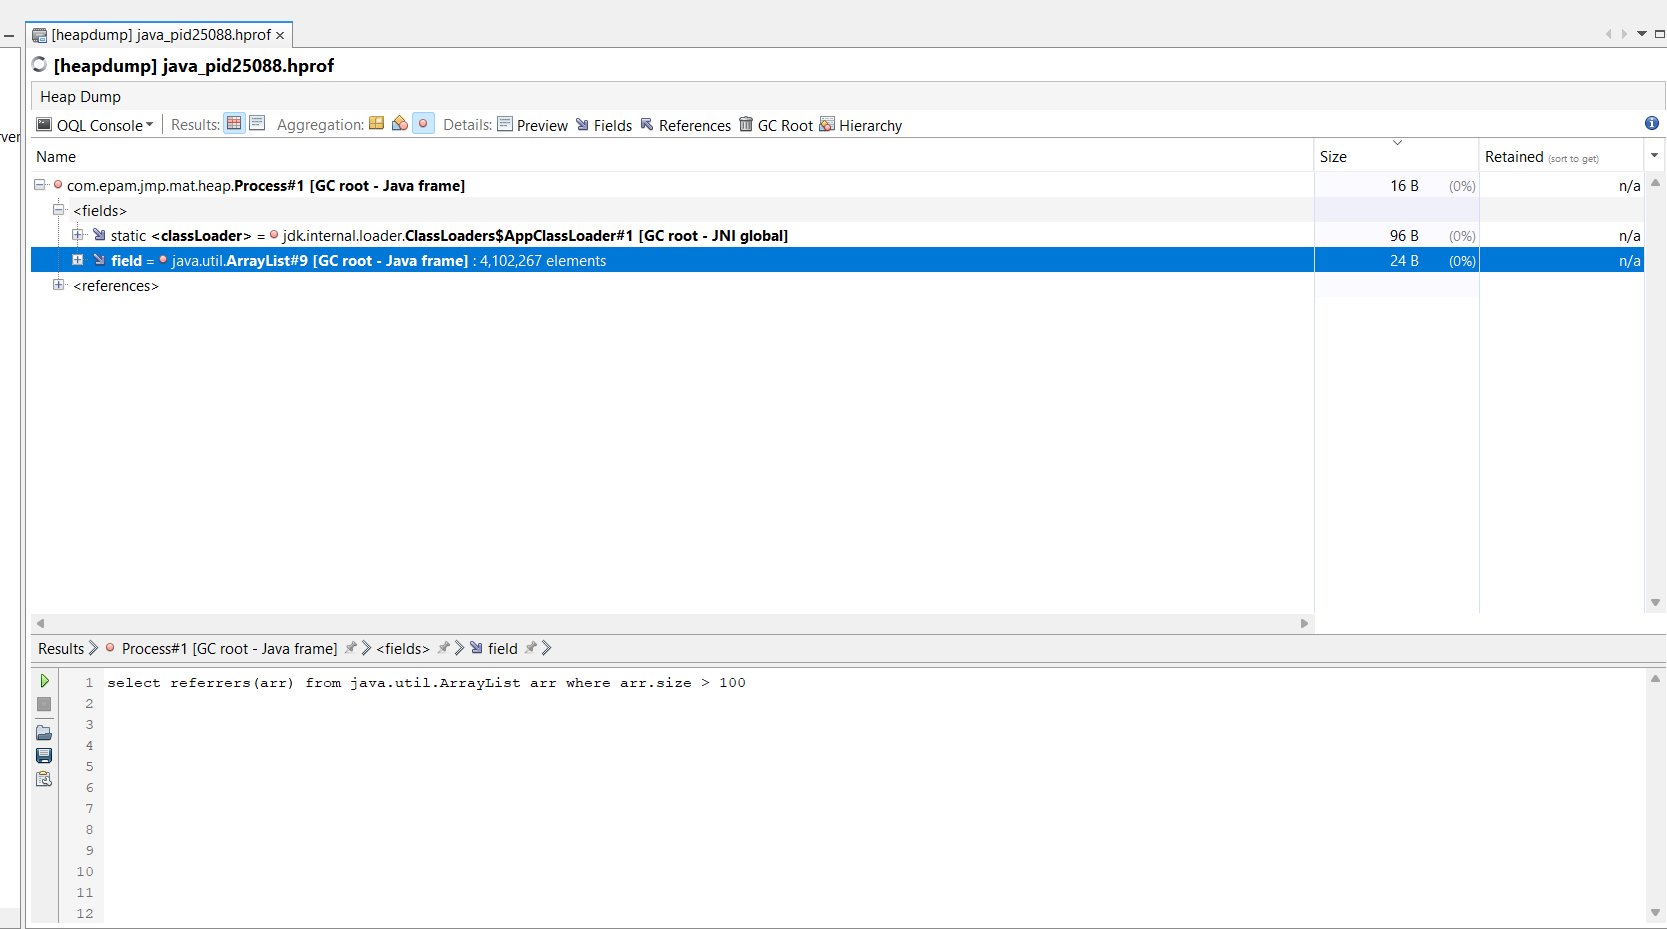 [heapdump] java_pid25088.hprof ×
[heapdump] java_pid25088.hprof
Heap Dump
rver
OQL Console Results: Aggregation: Details: Preview Fields References GC Root Hierarchy
Name Size Retained (sort to get)
com.epam.jmp.mat.heap.Process#1 [GC root - Java frame] 16 B (0%) n/a
<fields>
static <classLoader> = jdk.internal.loader.ClassLoaders$AppClassLoader#1 [GC root - JNI global] 96 B (0%) n/a
field = java.util.ArrayList#9 [GC root - Java frame] : 4,102,267 elements 24 B (0%) n/a
<references>
Results Process#1 [GC root - Java frame] <fields> field
1 select referrers(arr) from java.util.ArrayList arr where arr.size > 100
2
3
4
5
6
7
8
9
10
11
12